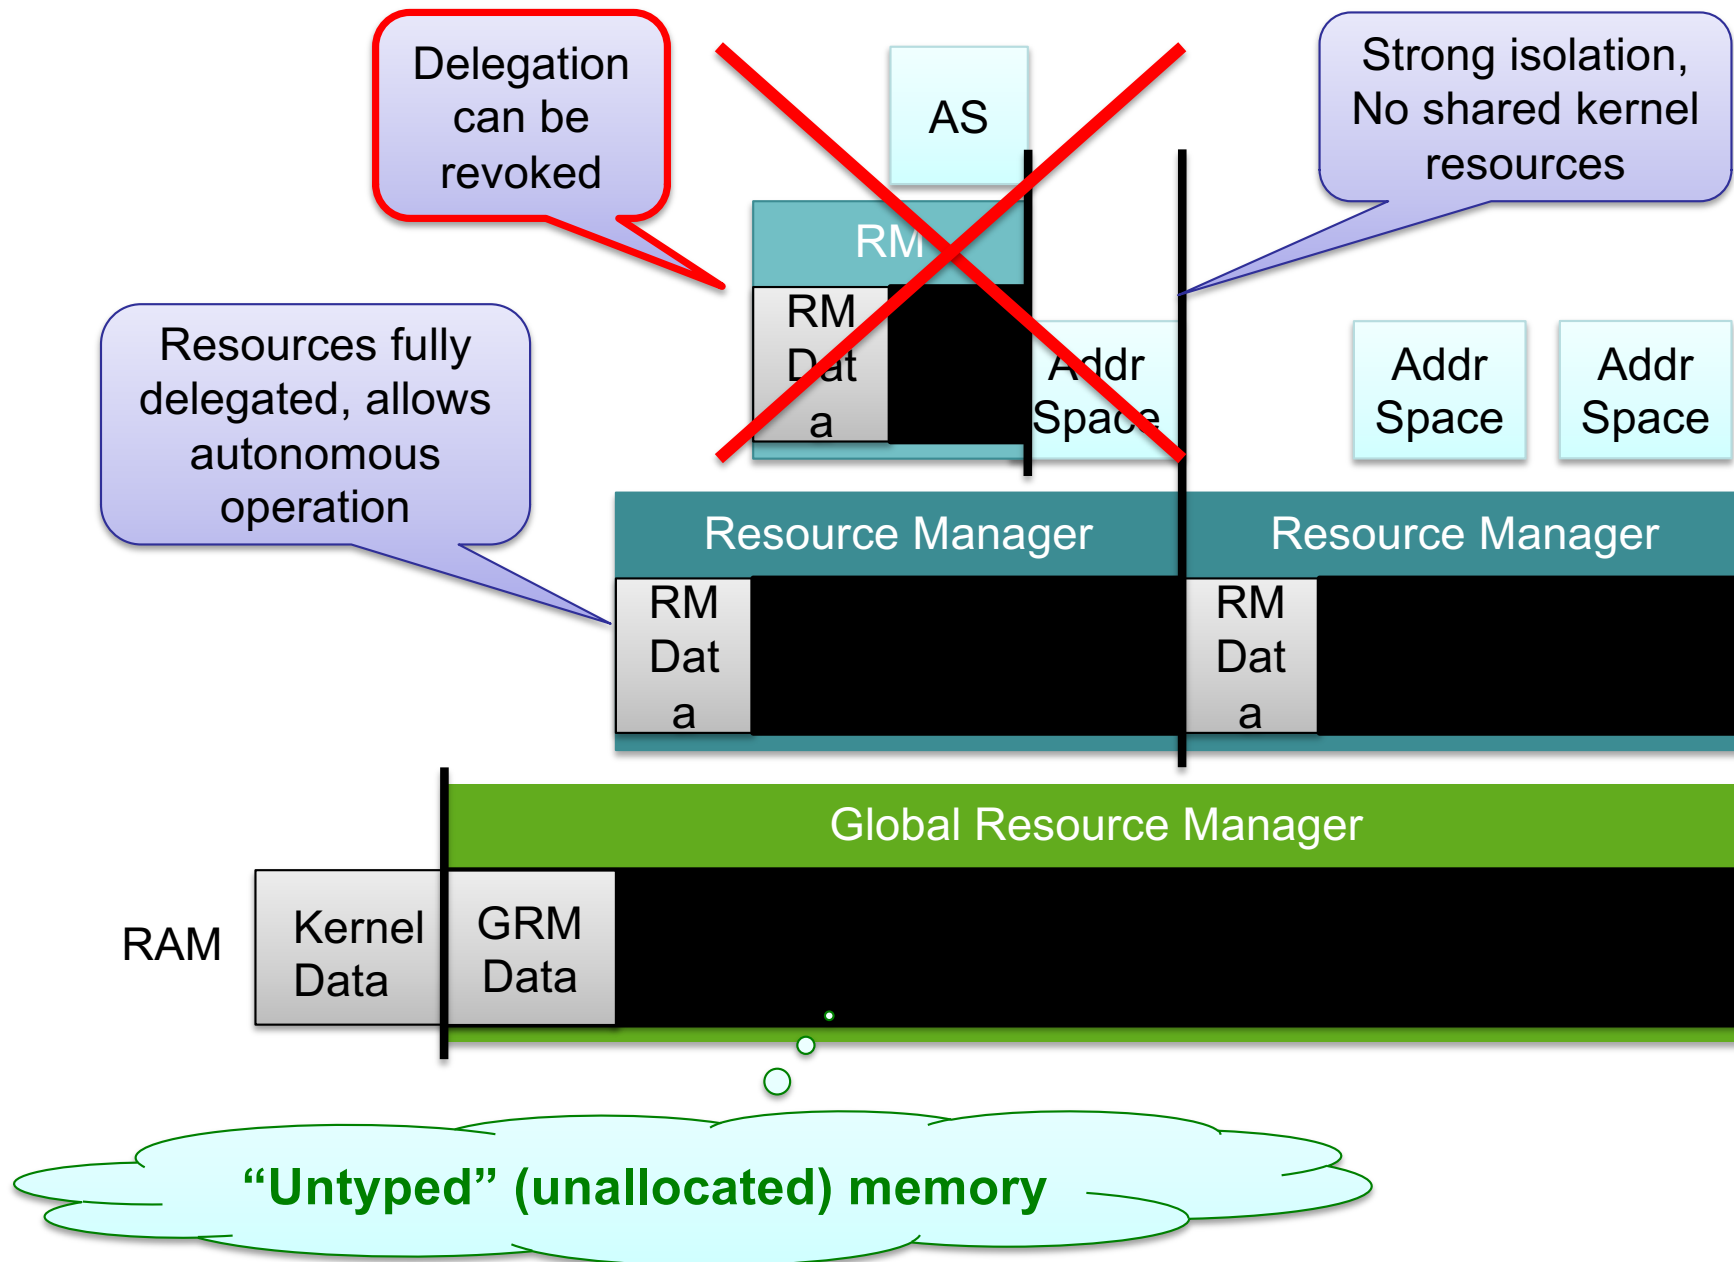 Delegation
can be
revoked
AS
Strong isolation,
No shared kernel
resources
RM
RM
Dat
a
Resources fully
delegated, allows
autonomous
operation
Addr
Space
Addr
Space
Addr
Space
Resource Manager
Resource Manager
RM
Dat
a
RM
Dat
a
Global Resource Manager
RAM
Kernel
Data
GRM
Data
“Untyped” (unallocated) memory